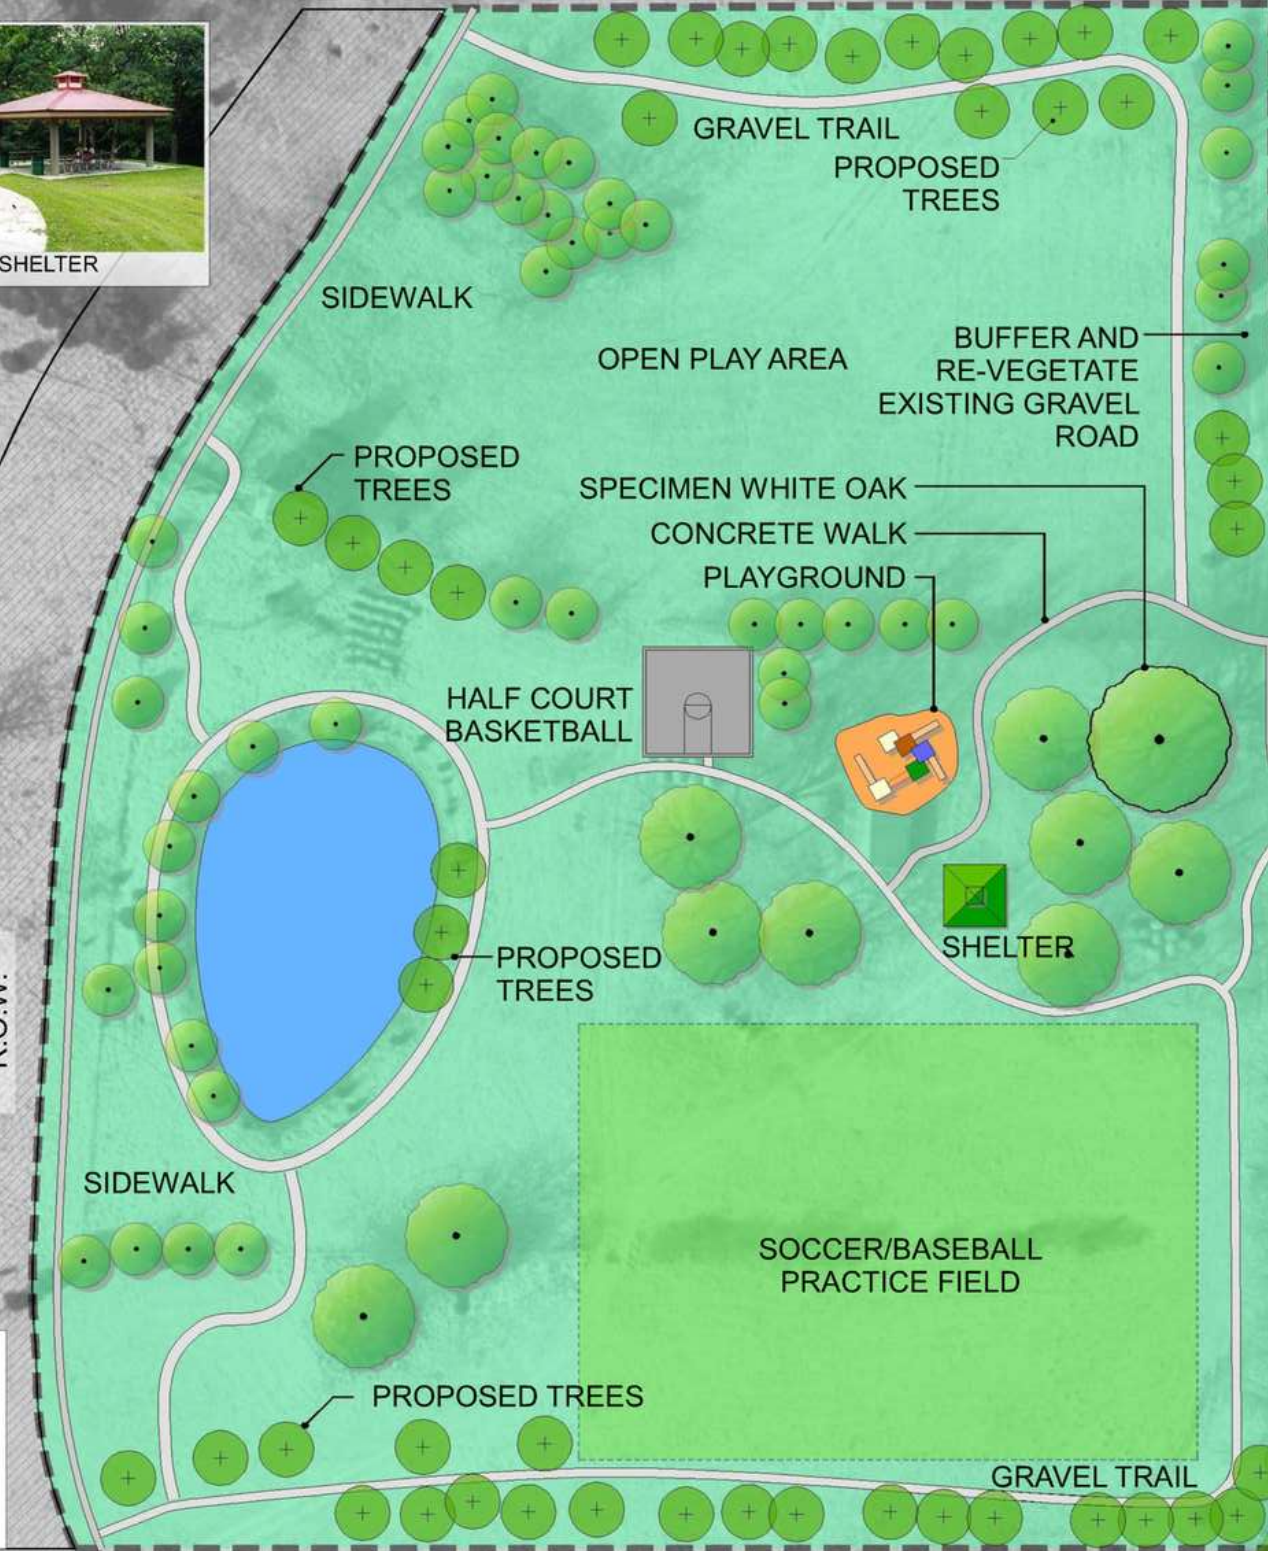 SHELTER
GRAVEL TRAIL
PROPOSED
TREES
SIDEWALK
OPEN PLAY AREA
BUFFER AND
RE-VEGETATE
EXISTING GRAVEL
ROAD
PROPOSED
TREES
SPECIMEN WHITE OAK
CONCRETE WALK
PLAYGROUND
HALF COURT
BASKETBALL
SHELTER
PROPOSED
TREES
R.O.W.
SIDEWALK
SOCCER/BASEBALL
PRACTICE FIELD
PROPOSED TREES
GRAVEL TRAIL